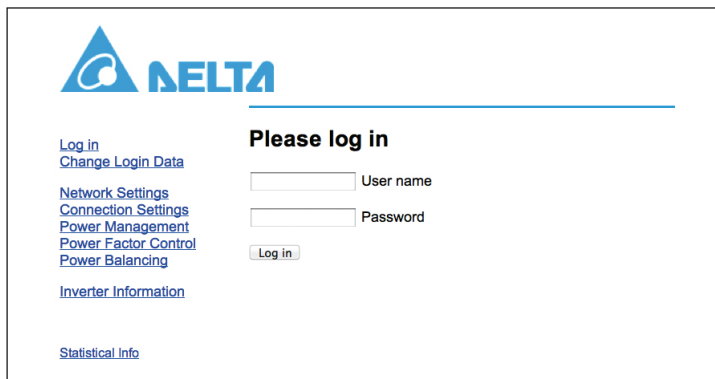 DELTA
Log in
Change Login Data
Network Settings
Connection Settings
Power Management
Power Factor Control
Power Balancing
Inverter Information
Statistical Info
Please log in
User name
Password
Log in